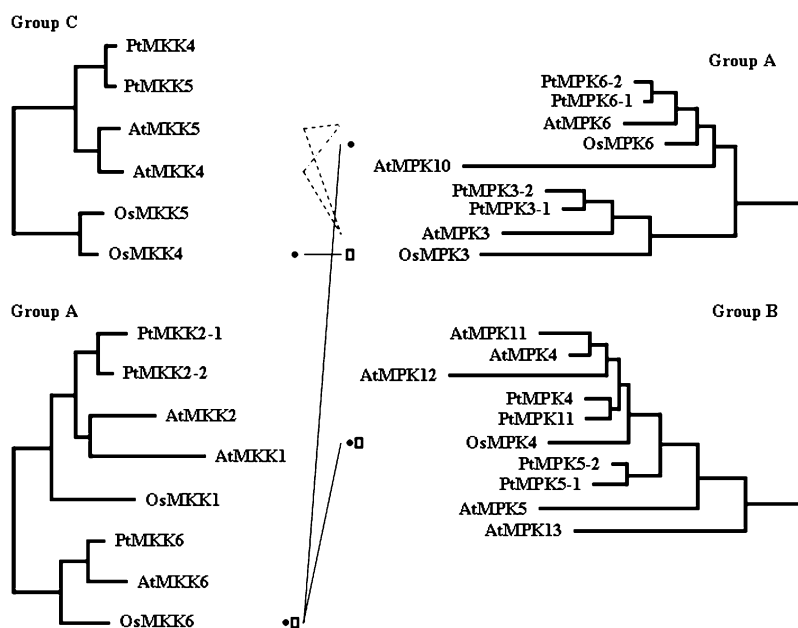 Group C
PtMKK4
PtMKK5
AtMKK5
AtMKK4
OsMKK5
OsMKK4
Group A
PtMPK6-2
PtMPK6-1
AtMPK6
OsMPK6
AtMPK10
PtMPK3-2
PtMPK3-1
AtMPK3
OsMPK3
Group A
PtMKK2-1
PtMKK2-2
AtMKK2
AtMKK1
OsMKK1
PtMKK6
AtMKK6
OsMKK6
Group B
AtMPK11
AtMPK4
AtMPK12
PtMPK4
PtMPK11
OsMPK4
PtMPK5-2
PtMPK5-1
AtMPK5
AtMPK13